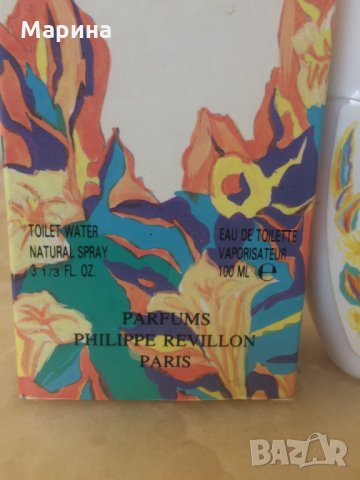 Марина
TOILET WATER
NATURAL SPRAY
3 1/3 FL. OZ.
EAU DE TOILETTE
VAPORISATEUR
100 ML ℮
PARFUMS
PHILIPPE REVILLON
PARIS
BAZAR